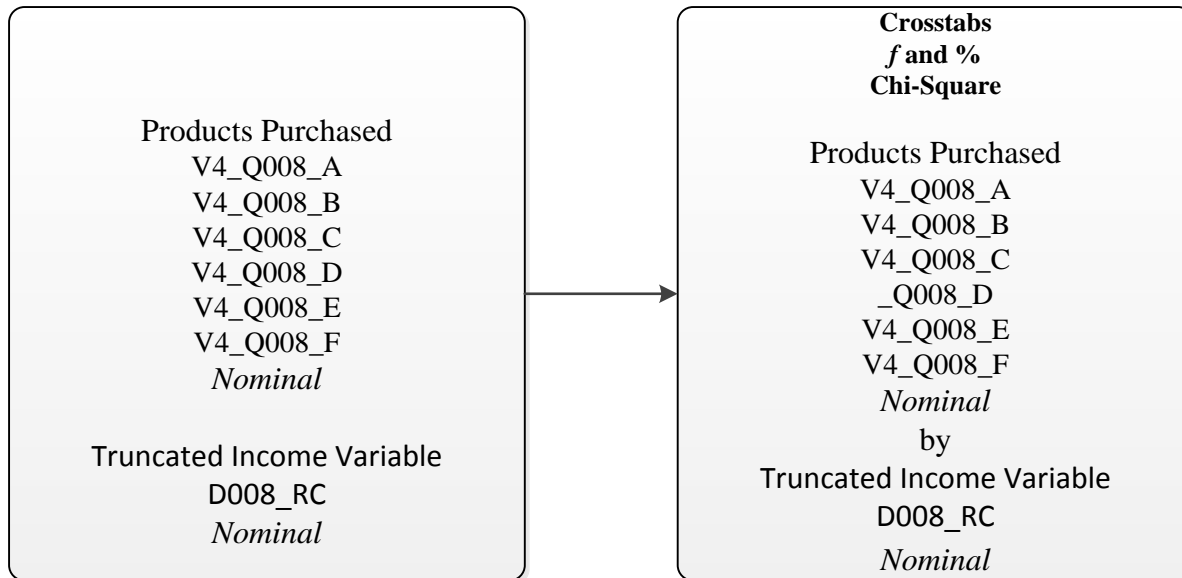 Products Purchased
V4_Q008_A
V4_Q008_B
V4_Q008_C
V4_Q008_D
V4_Q008_E
V4_Q008_F
Nominal
Truncated Income Variable
D008_RC
Nominal
Crosstabs
f and %
Chi-Square
Products Purchased
V4_Q008_A
V4_Q008_B
V4_Q008_C
_Q008_D
V4_Q008_E
V4_Q008_F
Nominal
by
Truncated Income Variable
D008_RC
Nominal